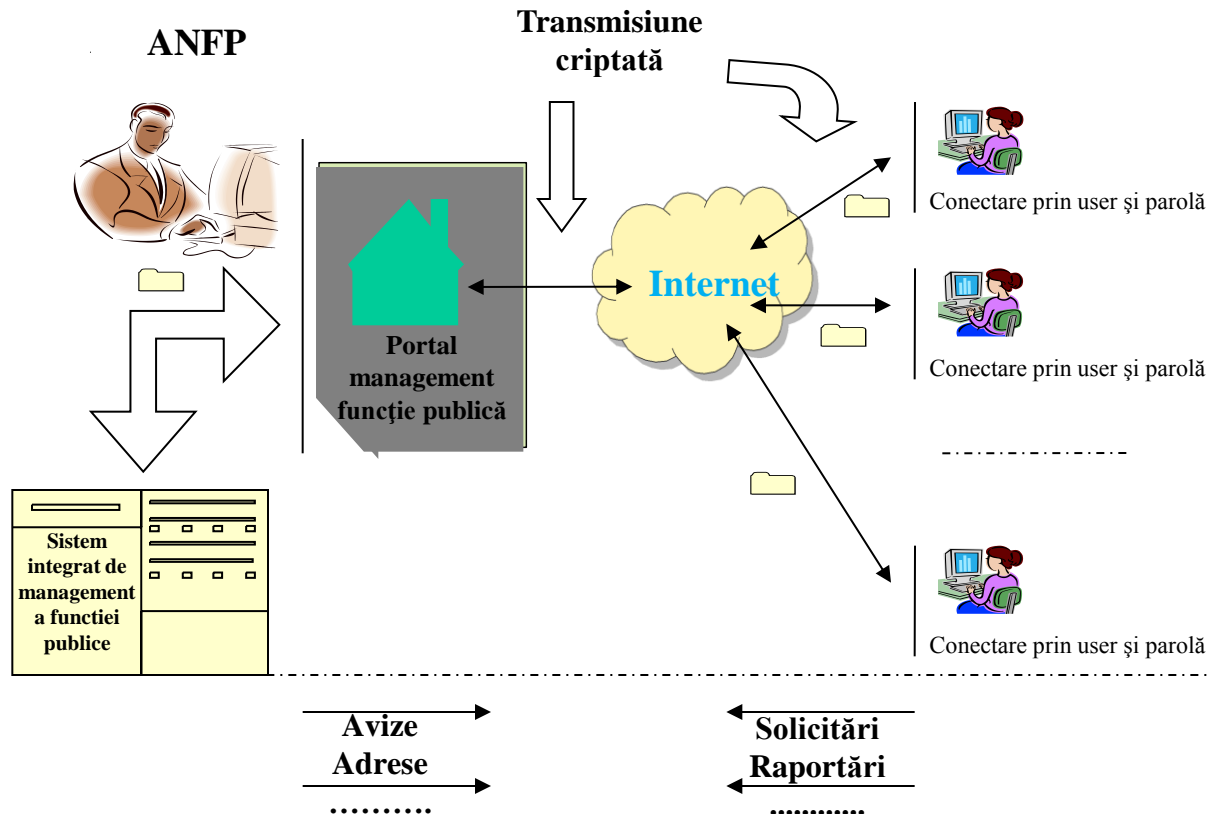 ANFP
Transmisiune
criptată
Conectare prin user şi parolă
Internet
Conectare prin user şi parolă
Portal
management
funcţie publică
Sistem
integrat de
management
a functiei
publice
Conectare prin user şi parolă
Avize
Adrese
……….
Solicitări
Raportări
…………